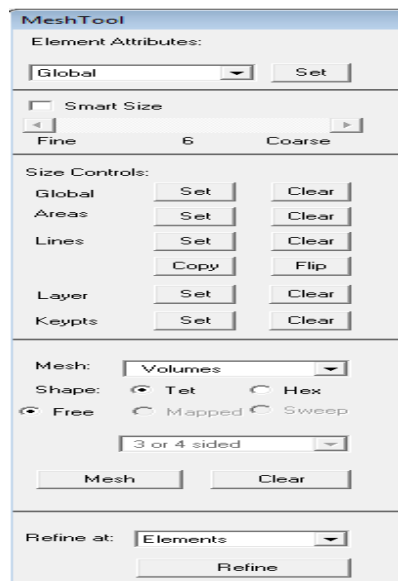 MeshTool
Element Attributes:
Global Set
Smart Size
Fine 6 Coarse
Size Controls:
Global Set Clear
Areas Set Clear
Lines Set Clear
Copy Flip
Layer Set Clear
Keypts Set Clear
Mesh: Volumes
Shape: Tet Hex
Free Mapped Sweep
3 or 4 sided
Mesh Clear
Refine at: Elements
Refine